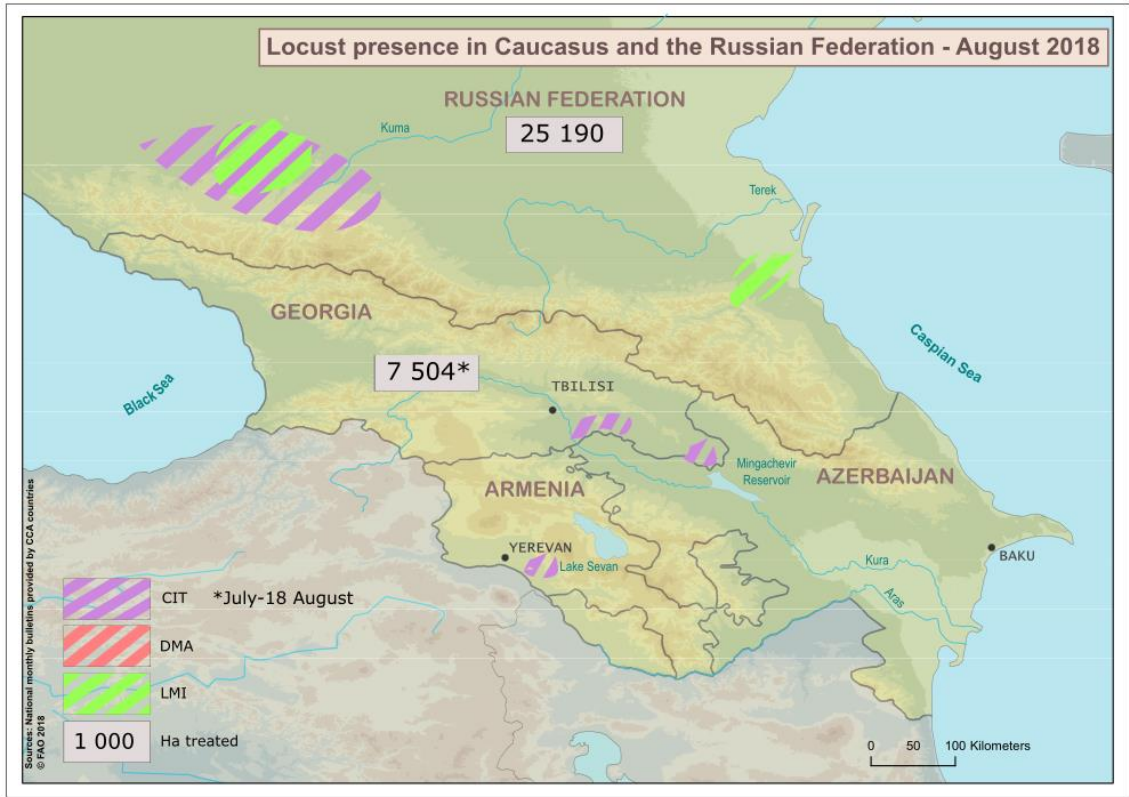 Locust presence in Caucasus and the Russian Federation - August 2018
RUSSIAN FEDERATION
25 190
Kuma
Terek
GEORGIA
7 504*
TBILISI
Black Sea
Caspian Sea
Mingachevir
Reservoir
AZERBAIJAN
ARMENIA
YEREVAN
Lake Sevan
BAKU
Kura
Aras
CIT *July-18 August
DMA
LMI
1 000 Ha treated
0 50 100 Kilometers
Sources: National monthly bulletins provided by CCA countries
© FAO 2018